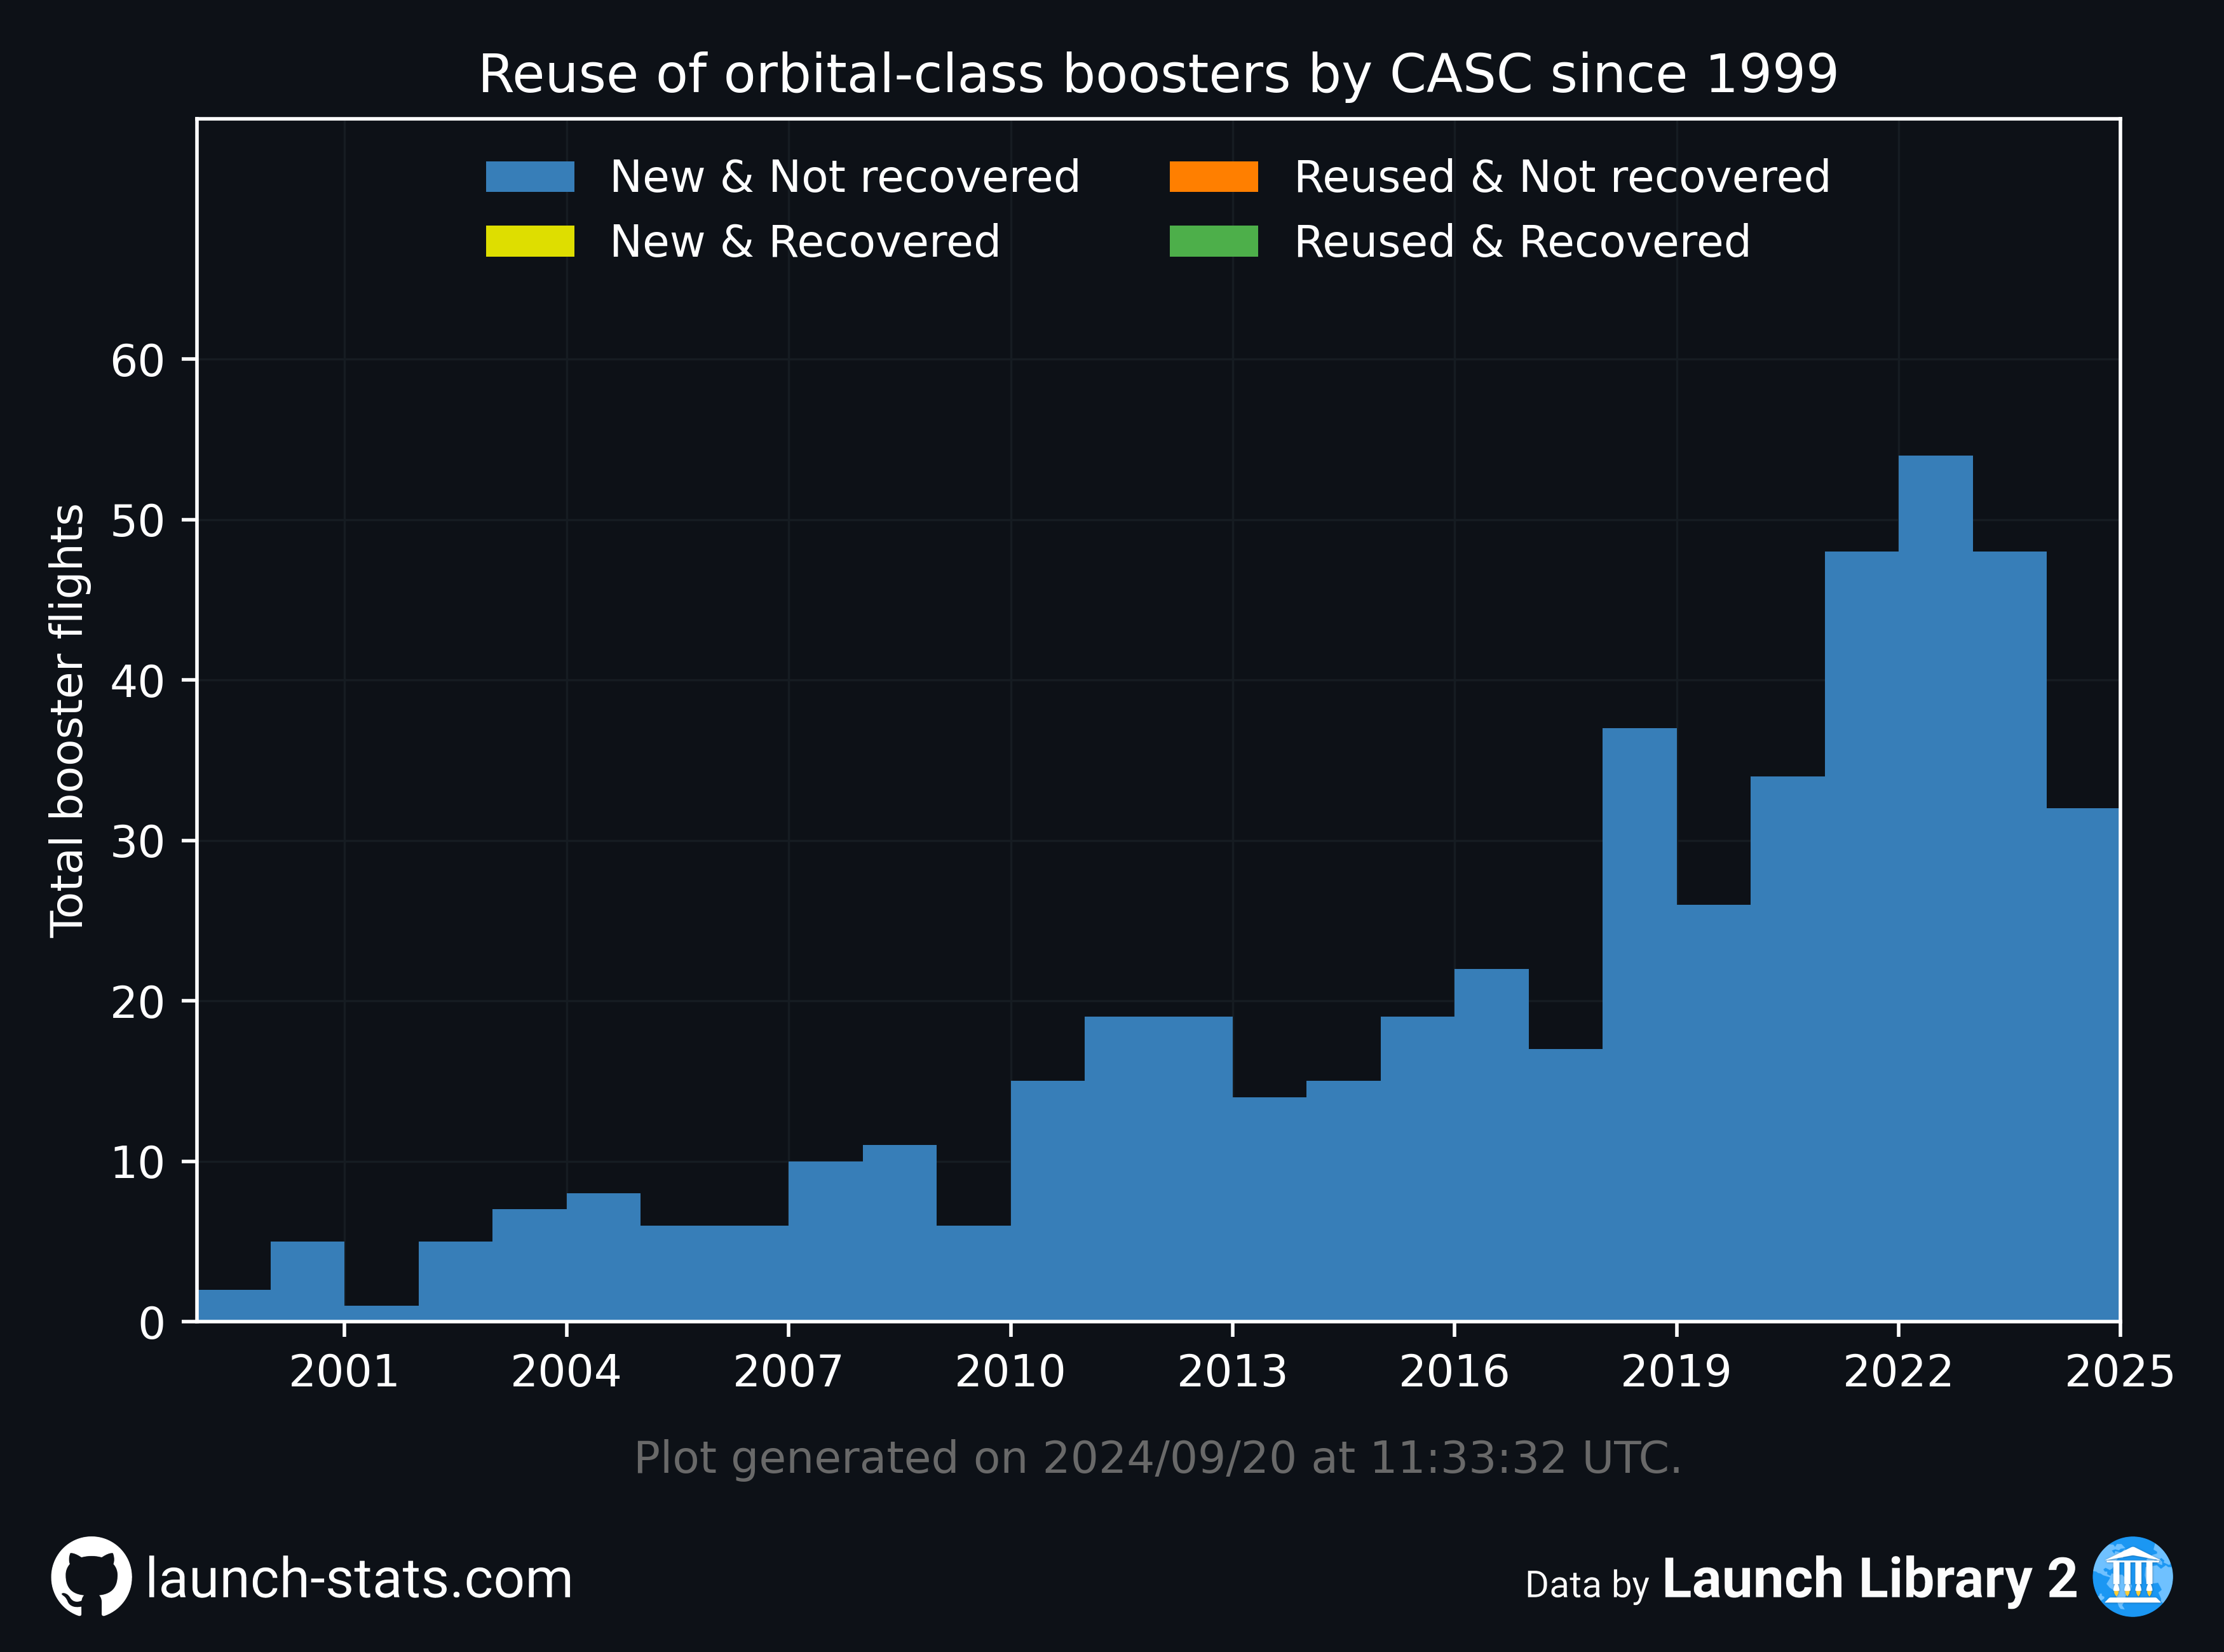 Reuse of orbital-class boosters by CASC since 1999
New & Not recovered
New & Recovered
Reused & Not recovered
Reused & Recovered
Total booster flights
60
50
40
30
20
10
0
2001 2004 2007 2010 2013 2016 2019 2022 2025
Plot generated on 2024/09/20 at 11:33:32 UTC.
launch-stats.com
Data by Launch Library 2